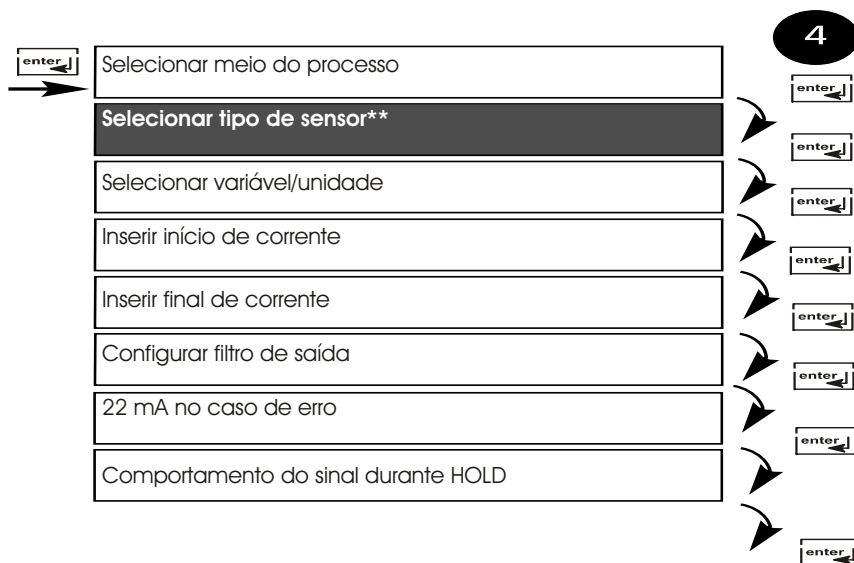 4
enter
Selecionar meio do processo
enter
Selecionar tipo de sensor**
enter
Selecionar variável/unidade
enter
Inserir início de corrente
enter
Inserir final de corrente
enter
Configurar filtro de saída
enter
22 mA no caso de erro
enter
Comportamento do sinal durante HOLD
enter
enter